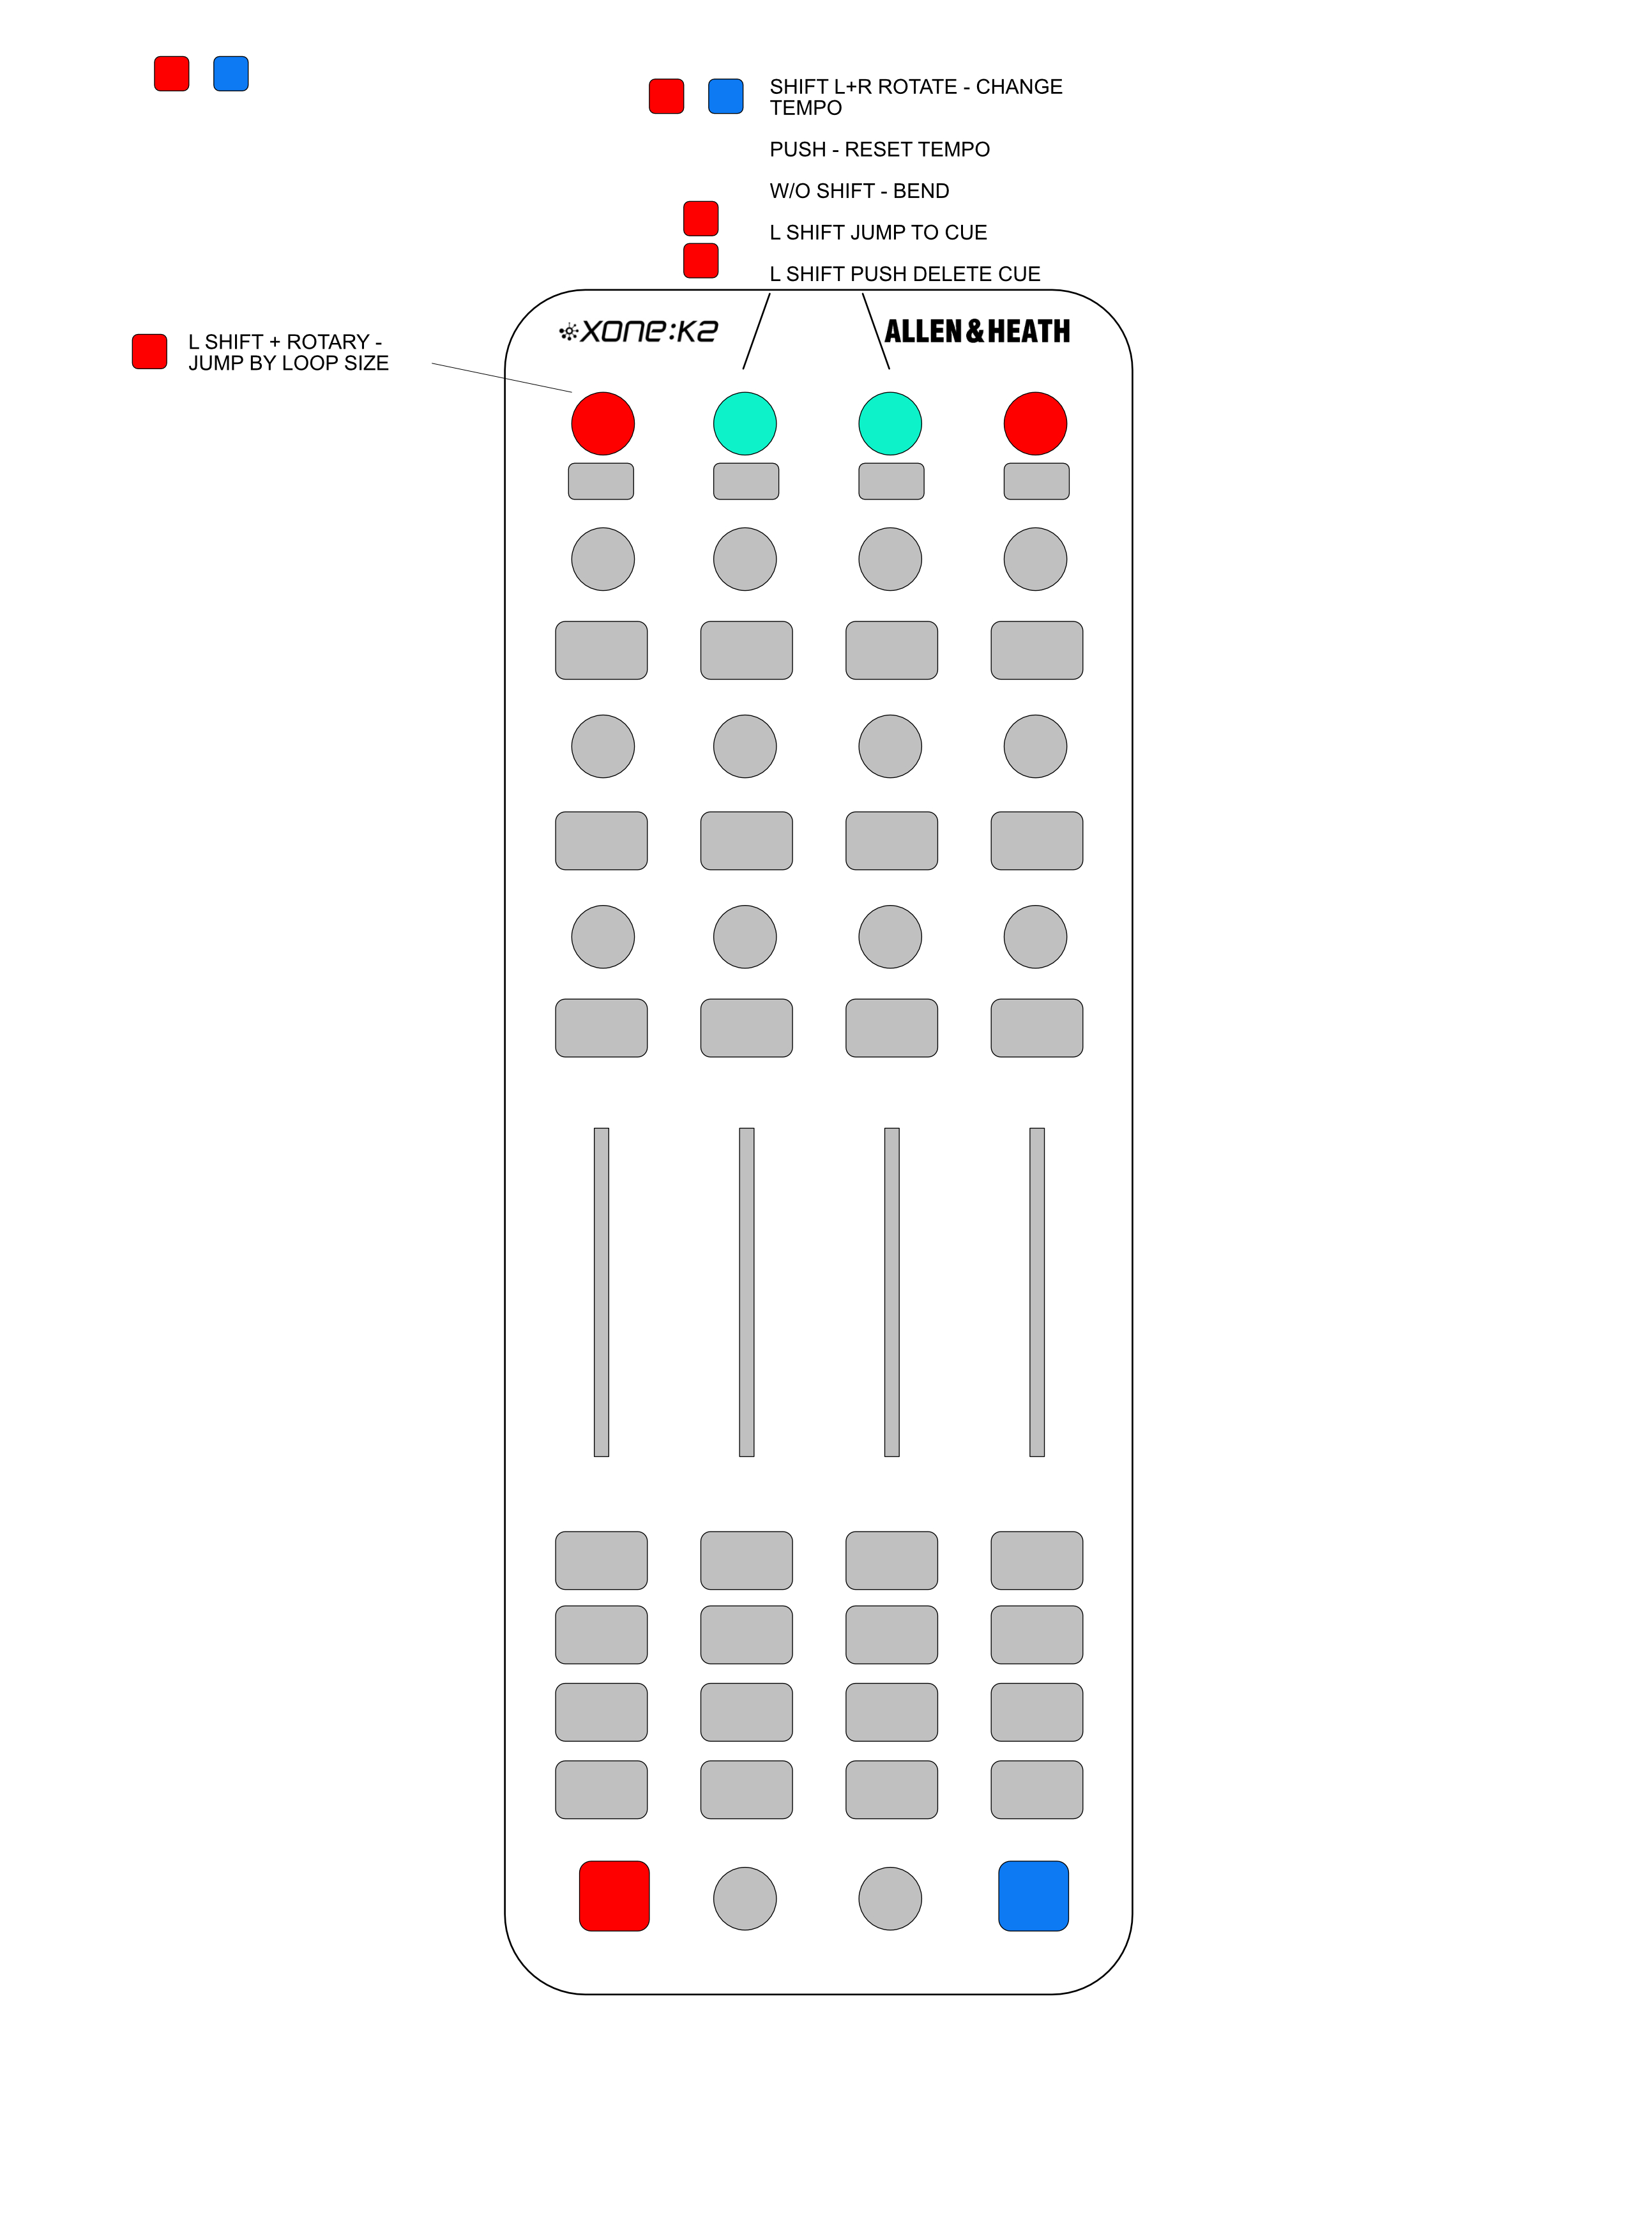 SHIFT L+R ROTATE - CHANGE
TEMPO
PUSH - RESET TEMPO
W/O SHIFT - BEND
L SHIFT JUMP TO CUE
L SHIFT PUSH DELETE CUE
XONE:K2
ALLEN&HEATH
L SHIFT + ROTARY -
JUMP BY LOOP SIZE